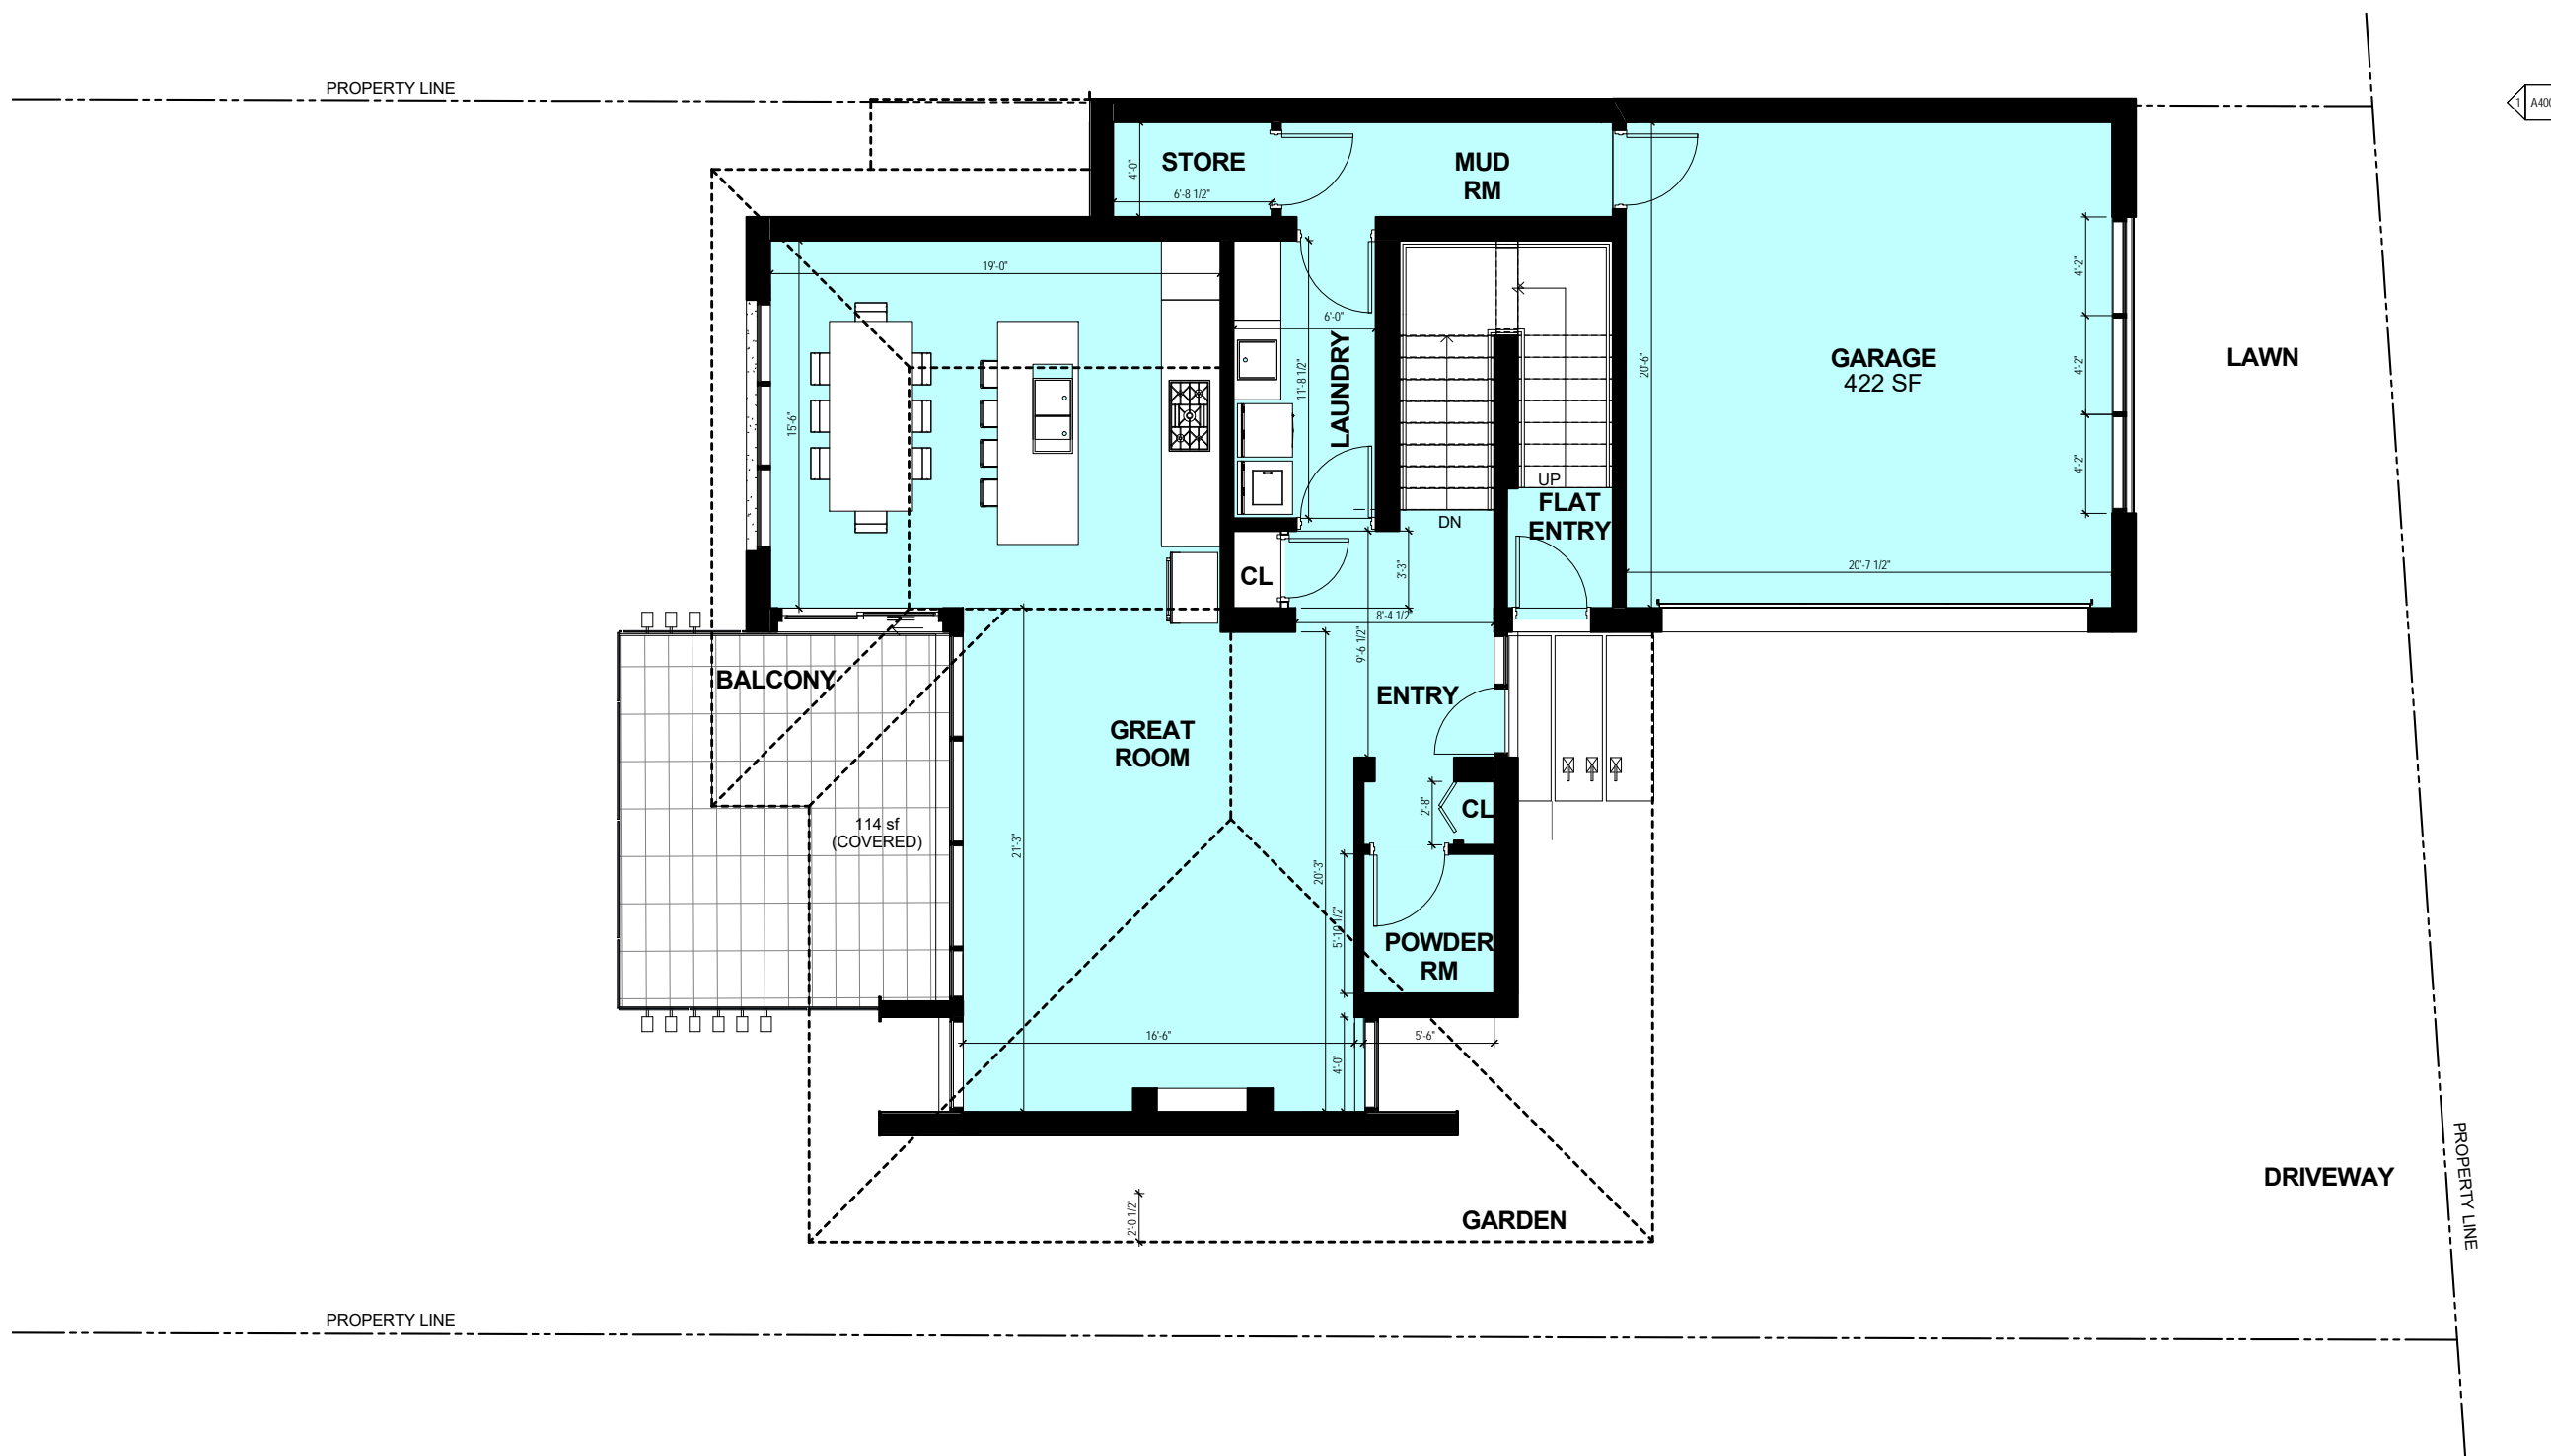 PROPERTY LINE
1
A400
STORE
MUD
RM
4'-0"
6'-8 1/2"
19'-0"
4'-2"
6'-0"
20'-6"
GARAGE
422 SF
LAWN
4'-2"
LAUNDRY
11'-8 1/2"
15'-6"
4'-2"
UP
FLAT
ENTRY
DN
CL
3'-3"
20'-7 1/2"
8'-4 1/2"
9'-6 1/2"
BALCONY
ENTRY
GREAT
ROOM
2'-8"
CL
114 sf
(COVERED)
21'-3"
20'-3"
5'-10 1/2"
POWDER
RM
16'-6"
5'-6"
4'-0"
DRIVEWAY
PROPERTY LINE
2'-0 1/2"
GARDEN
PROPERTY LINE